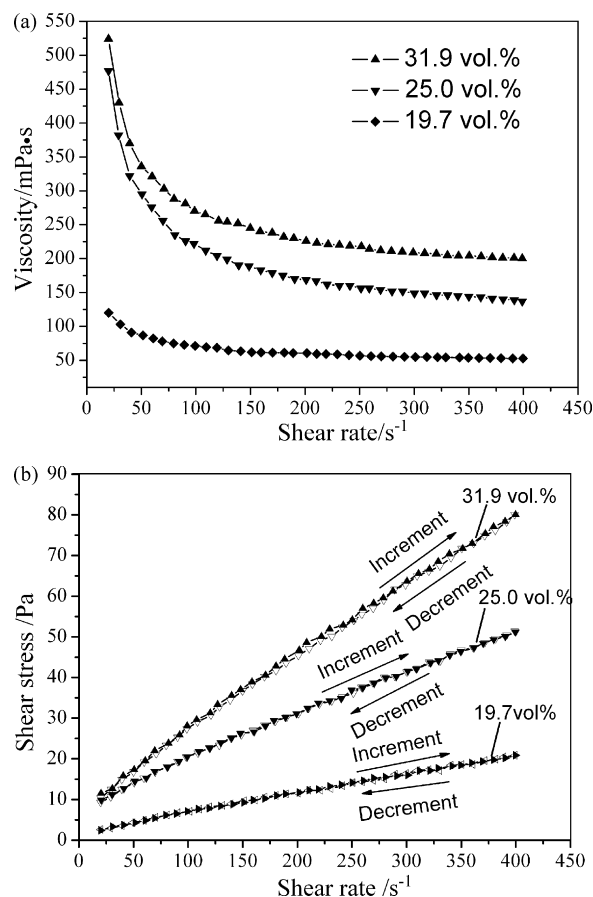 (a)
550
500
450
400
350
300
250
200
150
100
50
Viscosity/mPa•s
31.9 vol.%
25.0 vol.%
19.7 vol.%
0 50 100 150 200 250 300 350 400 450
Shear rate/s-1
(b)
90
80
70
60
50
40
30
20
10
0
Shear stress /Pa
31.9 vol.%
Increment
Decrement
25.0 vol.%
Increment
Decrement
19.7vol%
Increment
Decrement
0 50 100 150 200 250 300 350 400 450
Shear rate /s-1